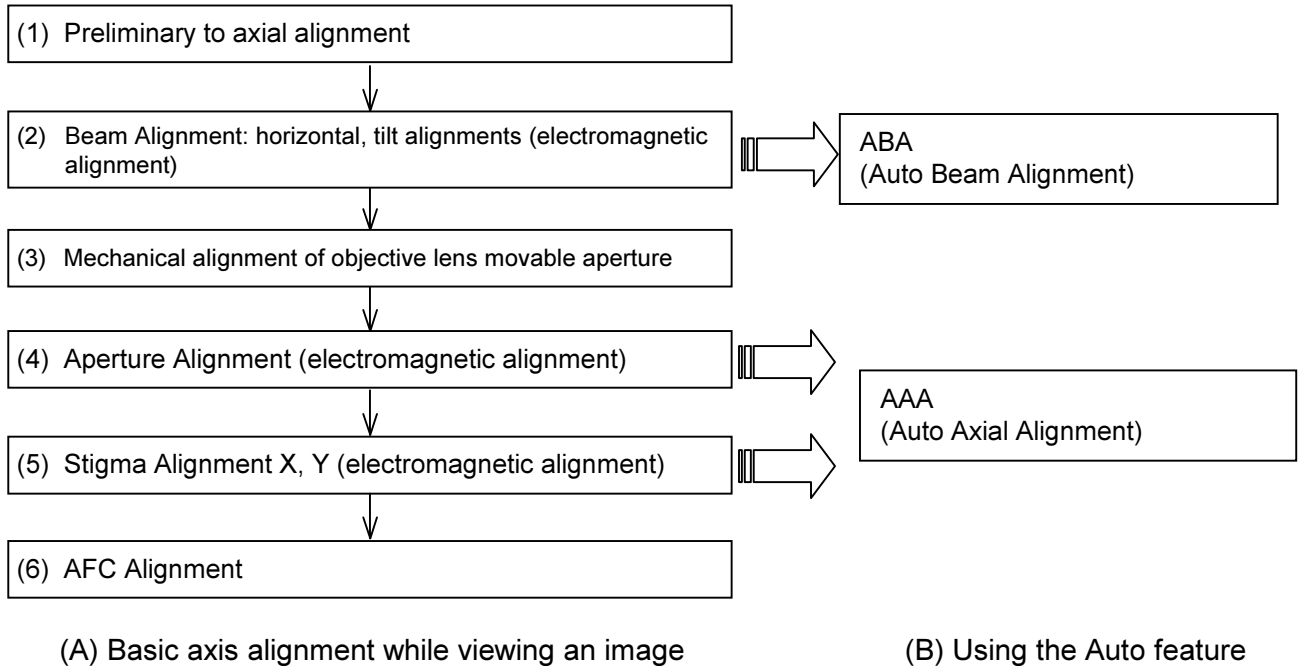 (1) Preliminary to axial alignment
(2) Beam Alignment: horizontal, tilt alignments (electromagnetic
alignment)
ABA
(Auto Beam Alignment)
(3) Mechanical alignment of objective lens movable aperture
(4) Aperture Alignment (electromagnetic alignment)
AAA
(Auto Axial Alignment)
(5) Stigma Alignment X, Y (electromagnetic alignment)
(6) AFC Alignment
(A) Basic axis alignment while viewing an image
(B) Using the Auto feature